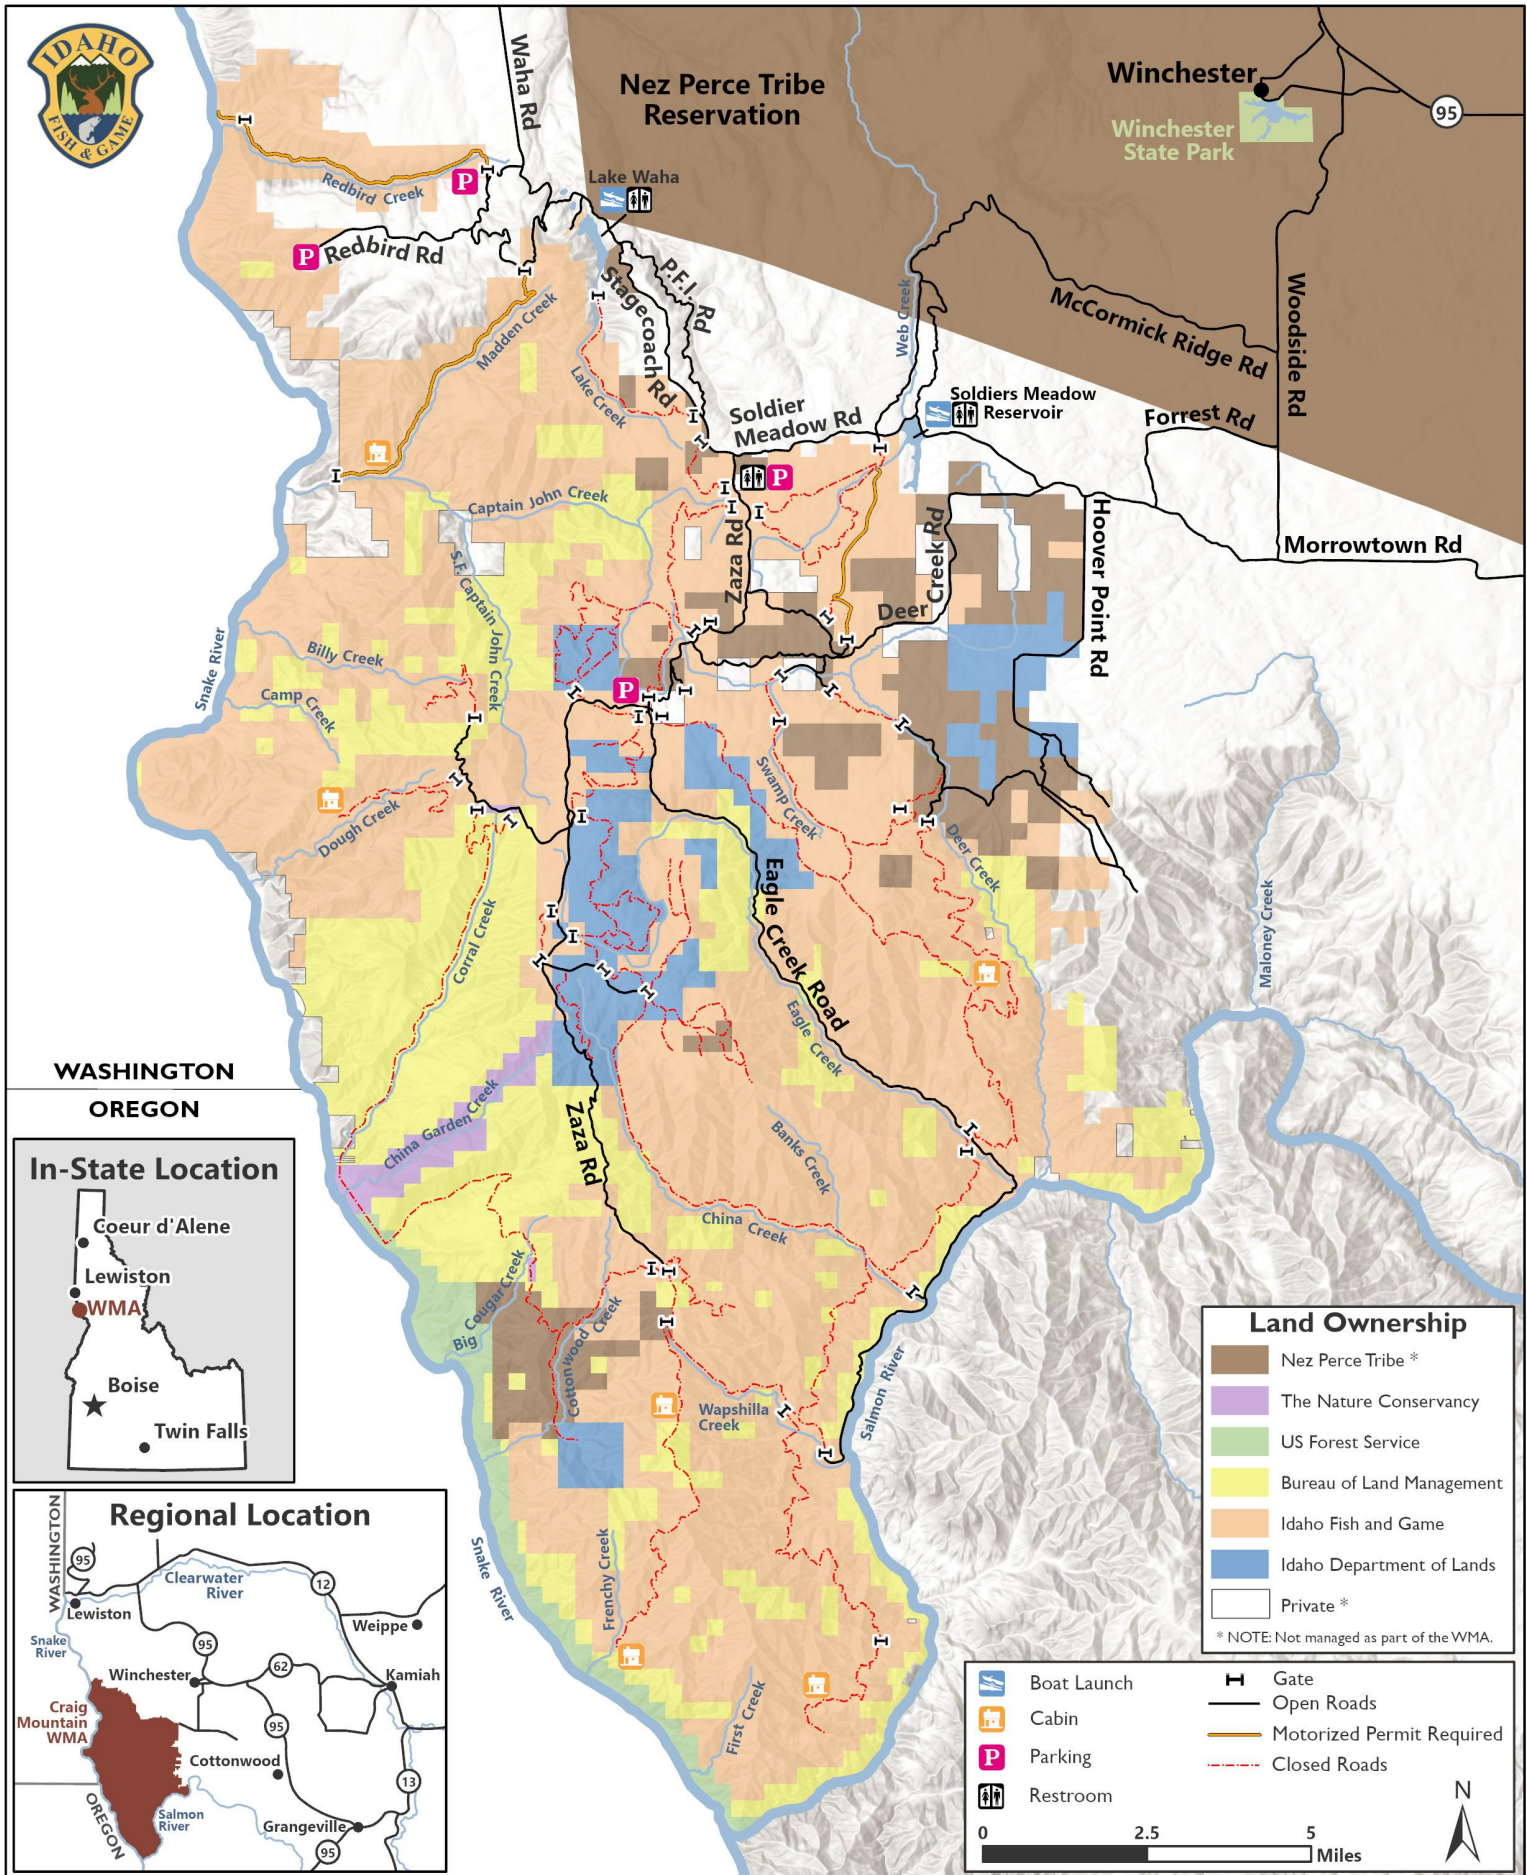 IDAHO
FISH & GAME
Waha Rd
Nez Perce Tribe
Reservation
Winchester
95
Winchester
State Park
Redbird Creek
P
Lake Waha
P
Redbird Rd
Stagecoach Rd
P.F.I. Rd
Web Creek
McCormick Ridge Rd
Woodside Rd
Madden Creek
Lake Creek
Soldier
Meadow Rd
Soldiers Meadow
Reservoir
Forrest Rd
P
Captain John Creek
Zaza Rd
Deer Creek Rd
Hoover Point Rd
Morrowtown Rd
S.F. Captain John Creek
Snake River
Billy Creek
Camp Creek
P
Swamp Creek
Dough Creek
Deer Creek
Eagle Creek Road
Corral Creek
Maloney Creek
Eagle Creek
WASHINGTON
OREGON
China Garden Creek
Zaza Rd
Banks Creek
China Creek
Big Cougar Creek
Cottonwood Creek
Wapshilla
Creek
Salmon River
Snake River
Frenchy Creek
First Creek
In-State Location
Coeur d'Alene
Lewiston
WMA
Boise
Twin Falls
Regional Location
WASHINGTON
95
Clearwater
River
12
Lewiston
Weippe
Snake
River
95
Winchester
62
Kamiah
Craig
Mountain
WMA
95
Cottonwood
13
OREGON
Salmon
River
Grangeville
95
Land Ownership
Nez Perce Tribe *
The Nature Conservancy
US Forest Service
Bureau of Land Management
Idaho Fish and Game
Idaho Department of Lands
Private *
* NOTE: Not managed as part of the WMA.
Boat Launch
Cabin
P Parking
Restroom
Gate
Open Roads
Motorized Permit Required
Closed Roads
N
0 2.5 5
Miles